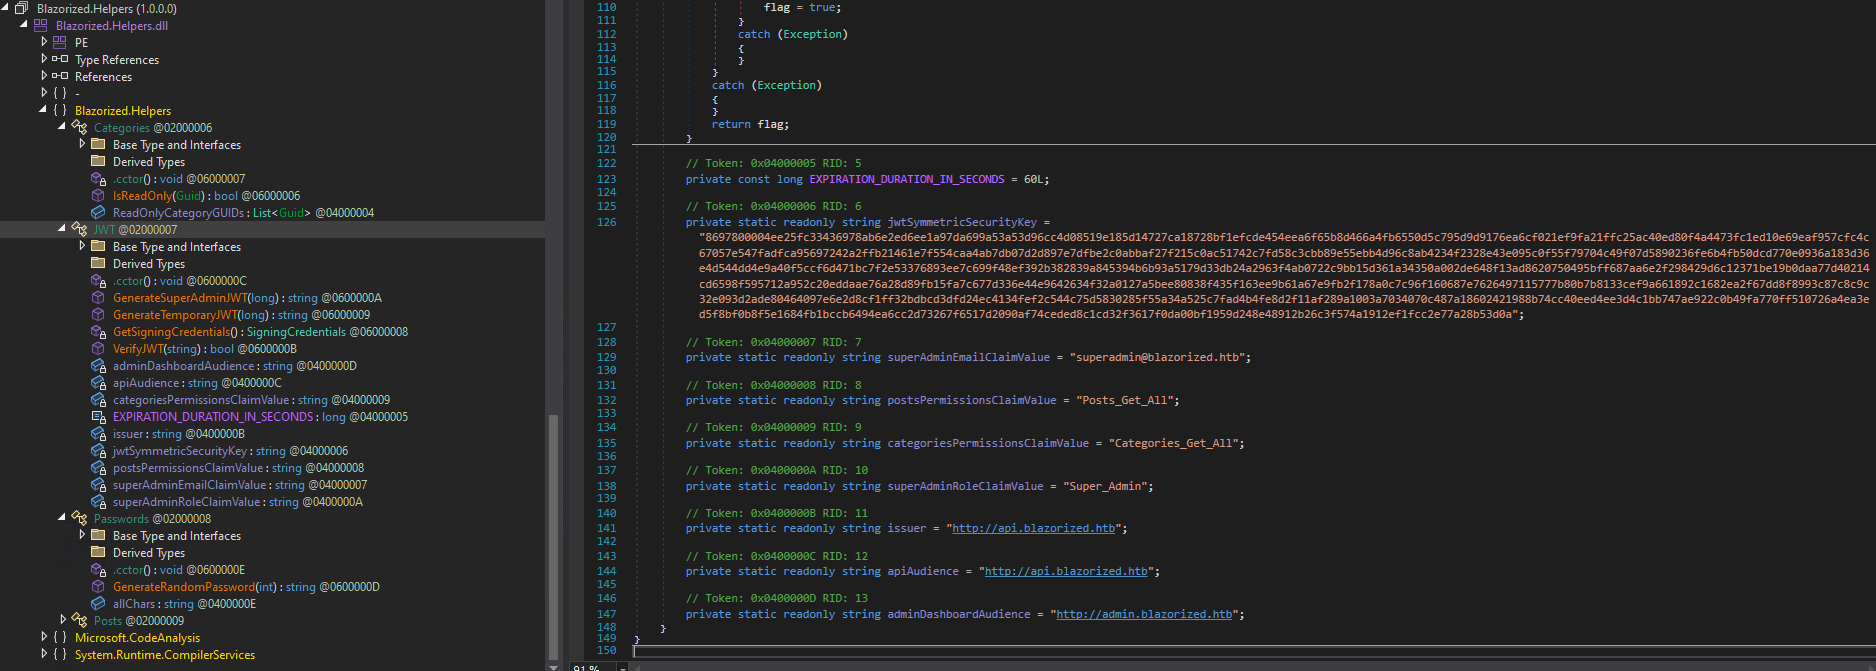 Blazorized.Helpers (1.0.0.0)
Blazorized.Helpers.dll
PE
Type References
References
{ } -
{ } Blazorized.Helpers
Categories @02000006
Base Type and Interfaces
Derived Types
.cctor() : void @06000007
IsReadOnly(Guid) : bool @06000006
ReadOnlyCategoryGUIDs : List<Guid> @04000004
JWT @02000007
Base Type and Interfaces
Derived Types
.cctor() : void @0600000C
GenerateSuperAdminJWT(long) : string @0600000A
GenerateTemporaryJWT(long) : string @06000009
GetSigningCredentials() : SigningCredentials @06000008
VerifyJWT(string) : bool @0600000B
adminDashboardAudience : string @0400000D
apiAudience : string @0400000C
categoriesPermissionsClaimValue : string @04000009
EXPIRATION_DURATION_IN_SECONDS : long @04000005
issuer : string @0400000B
jwtSymmetricSecurityKey : string @04000006
postsPermissionsClaimValue : string @04000008
superAdminEmailClaimValue : string @04000007
superAdminRoleClaimValue : string @0400000A
Passwords @02000008
Base Type and Interfaces
Derived Types
.cctor() : void @0600000E
GenerateRandomPassword(int) : string @0600000D
allChars : string @0400000E
Posts @02000009
{ } Microsoft.CodeAnalysis
{ } System.Runtime.CompilerServices
110 flag = true;
111 }
112 catch (Exception)
113 {
114 }
115 }
116 catch (Exception)
117 {
118 }
119 return flag;
120 }
121
122 // Token: 0x04000005 RID: 5
123 private const long EXPIRATION_DURATION_IN_SECONDS = 60L;
124
125 // Token: 0x04000006 RID: 6
126 private static readonly string jwtSymmetricSecurityKey =
"8697800004ee25fc33436978ab6e2ed6ee1a97da699a53a53d96cc4d08519e185d14727ca18728bf1efcde454eea6f65b8d466a4fb6550d5c795d9d9176ea6cf021ef9fa21ffc25ac40ed80f4a4473fc1ed10e69eaf957cfc4c
67057e547fadfca95697242a2ffb21461e7f554caa4ab7db07d2d897e7dfbe2c0abbaf27f215c0ac51742c7fd58c3cbb89e55ebb4d96c8ab4234f2328e43e095c0f55f79704c49f07d5890236fe6b4fb50dcd770e0936a183d36
e4d544dd4e9a40f5ccf6d471bc7f2e53376893ee7c699f48ef392b382839a845394b6b93a5179d33db24a2963f4ab0722c9bb15d361a34350a002de648f13ad8620750495bff687aa6e2f298429d6c12371be19b0daa77d40214
cd6598f595712a952c20eddaae76a28d89fb15fa7c677d336e44e9642634f32a0127a5bee80838f435f163ee9b61a67e9fb2f178a0c7c96f160687e7626497115777b80b7b8133cef9a661892c1682ea2f67dd8f8993c87c8c9c
32e093d2ade80464097e6e2d8cf1ff32bdbcd3dfd24ec4134fef2c544c75d5830285f55a34a525c7fad4b4fe8d2f11af289a1003a7034070c487a18602421988b74cc40eed4ee3d4c1bb747ae922c0b49fa770ff510726a4ea3e
d5f8bf0b8f5e1684fb1bccb6494ea6cc2d73267f6517d2090af74ceded8c1cd32f3617f0da00bf1959d248e48912b26c3f574a1912ef1fcc2e77a28b53d0a";
127
128 // Token: 0x04000007 RID: 7
129 private static readonly string superAdminEmailClaimValue = "superadmin@blazorized.htb";
130
131 // Token: 0x04000008 RID: 8
132 private static readonly string postsPermissionsClaimValue = "Posts_Get_All";
133
134 // Token: 0x04000009 RID: 9
135 private static readonly string categoriesPermissionsClaimValue = "Categories_Get_All";
136
137 // Token: 0x0400000A RID: 10
138 private static readonly string superAdminRoleClaimValue = "Super_Admin";
139
140 // Token: 0x0400000B RID: 11
141 private static readonly string issuer = "http://api.blazorized.htb";
142
143 // Token: 0x0400000C RID: 12
144 private static readonly string apiAudience = "http://api.blazorized.htb";
145
146 // Token: 0x0400000D RID: 13
147 private static readonly string adminDashboardAudience = "http://admin.blazorized.htb";
148 }
149 }
150
91 %